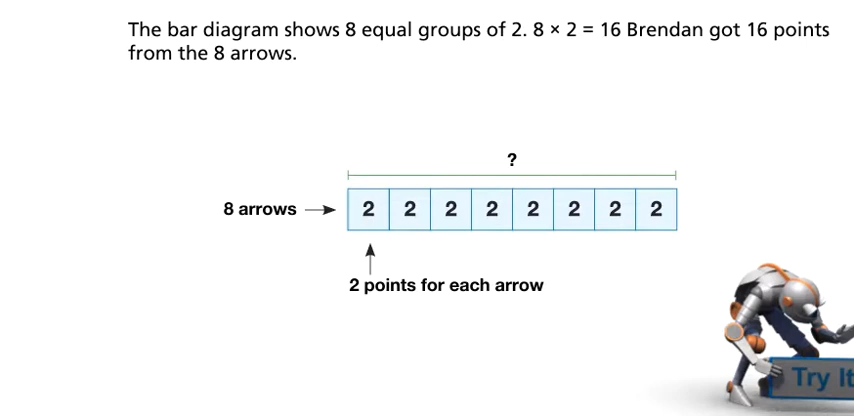 The bar diagram shows 8 equal groups of 2. 8 × 2 = 16 Brendan got 16 points
from the 8 arrows.
?
8 arrows
2 2 2 2 2 2 2 2
2 points for each arrow
Try It